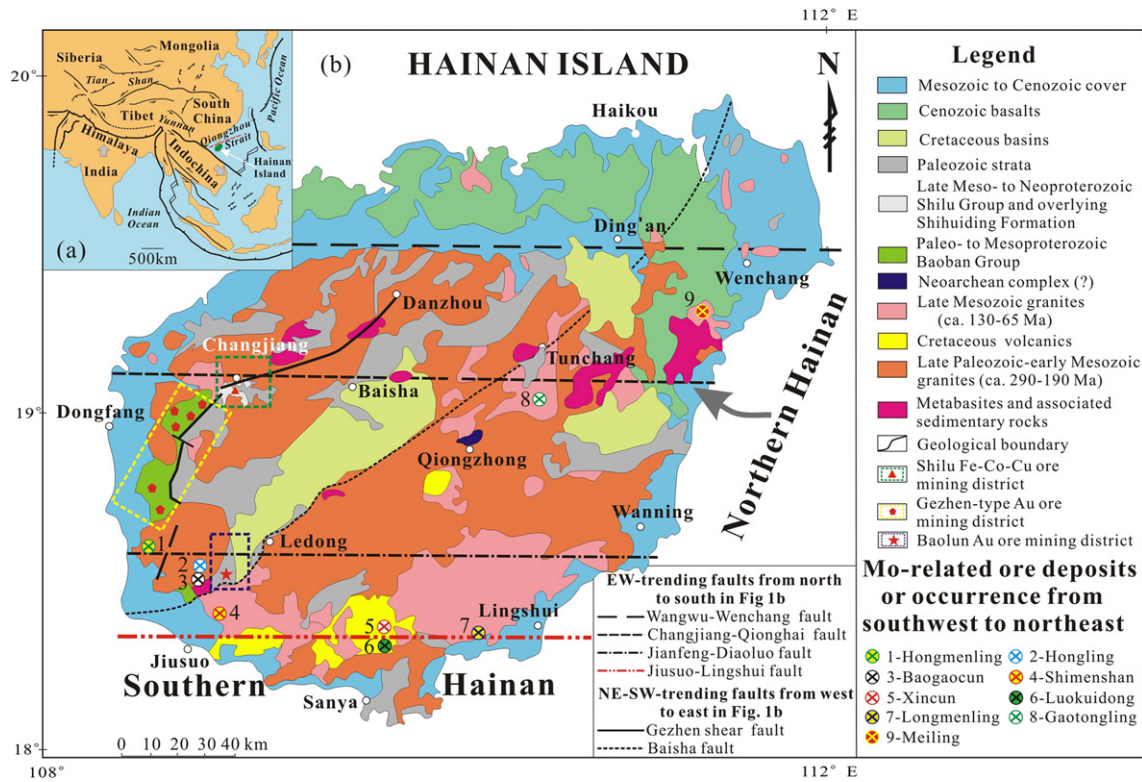 112° E
20°
(b)
HAINAN ISLAND
N
Siberia
Mongolia
Tian
Shan
Tibet
Yunnan
South
China
Pacific Ocean
Qiongzhou
Strait
Himalaya
India
Indochina
Hainan
Island
Indian
Ocean
(a)
500km
Haikou
Ding'an
Wenchang
Danzhou
9
Changjiang
Tunchang
Baisha
8
19°
Dongfang
Qiongzhong
Northern Hainan
Wanning
1
Ledong
2
3
4
5
7
Lingshui
6
Jiusuo
Southern
Hainan
Sanya
18°
0 20 40 km
108°
112° E
EW-trending faults from north
to south in Fig 1b
Wangwu-Wenchang fault
Changjiang-Qionghai fault
Jianfeng-Diaoluo fault
Jiusuo-Lingshui fault
NE-SW-trending faults from west
to east in Fig. 1b
Gezhen shear fault
Baisha fault
Legend
Mesozoic to Cenozoic cover
Cenozoic basalts
Cretaceous basins
Paleozoic strata
Late Meso- to Neoproterozoic
Shilu Group and overlying
Shihuiding Formation
Paleo- to Mesoproterozoic
Baoban Group
Neoarchean complex (?)
Late Mesozoic granites
(ca. 130-65 Ma)
Cretaceous volcanics
Late Paleozoic-early Mesozoic
granites (ca. 290-190 Ma)
Metabasites and associated
sedimentary rocks
Geological boundary
Shilu Fe-Co-Cu ore
mining district
Gezhen-type Au ore
mining district
Baolun Au ore mining district
Mo-related ore deposits
or occurrence from
southwest to northeast
1-Hongmenling
2-Hongling
3-Baogaocun
4-Shimenshan
5-Xincun
6-Luokuidong
7-Longmenling
8-Gaotongling
9-Meiling